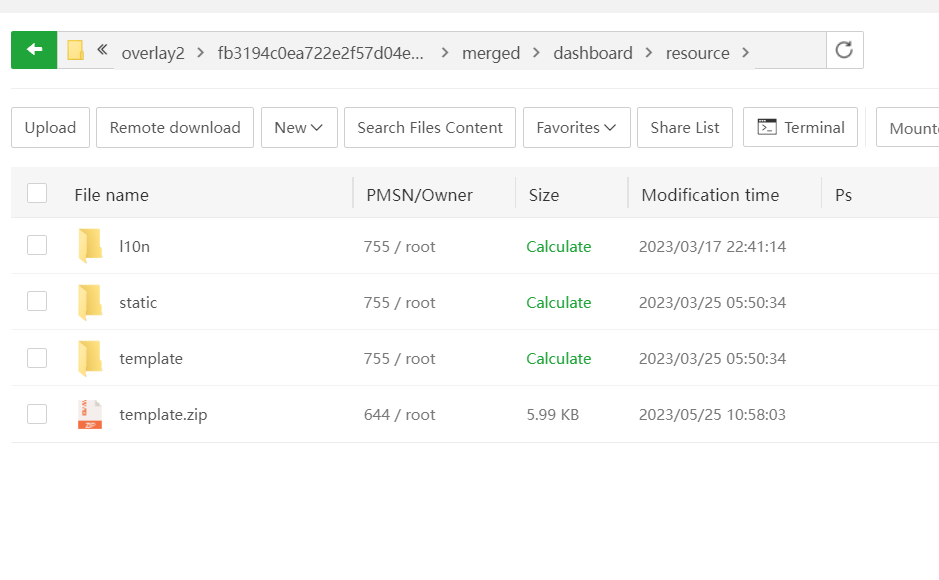 « overlay2 > fb3194c0ea722e2f57d04e... > merged > dashboard > resource >
Upload Remote download New Search Files Content Favorites Share List Terminal Mount
File name PMSN/Owner Size Modification time Ps
l10n 755 / root Calculate 2023/03/17 22:41:14
static 755 / root Calculate 2023/03/25 05:50:34
template 755 / root Calculate 2023/03/25 05:50:34
template.zip 644 / root 5.99 KB 2023/05/25 10:58:03